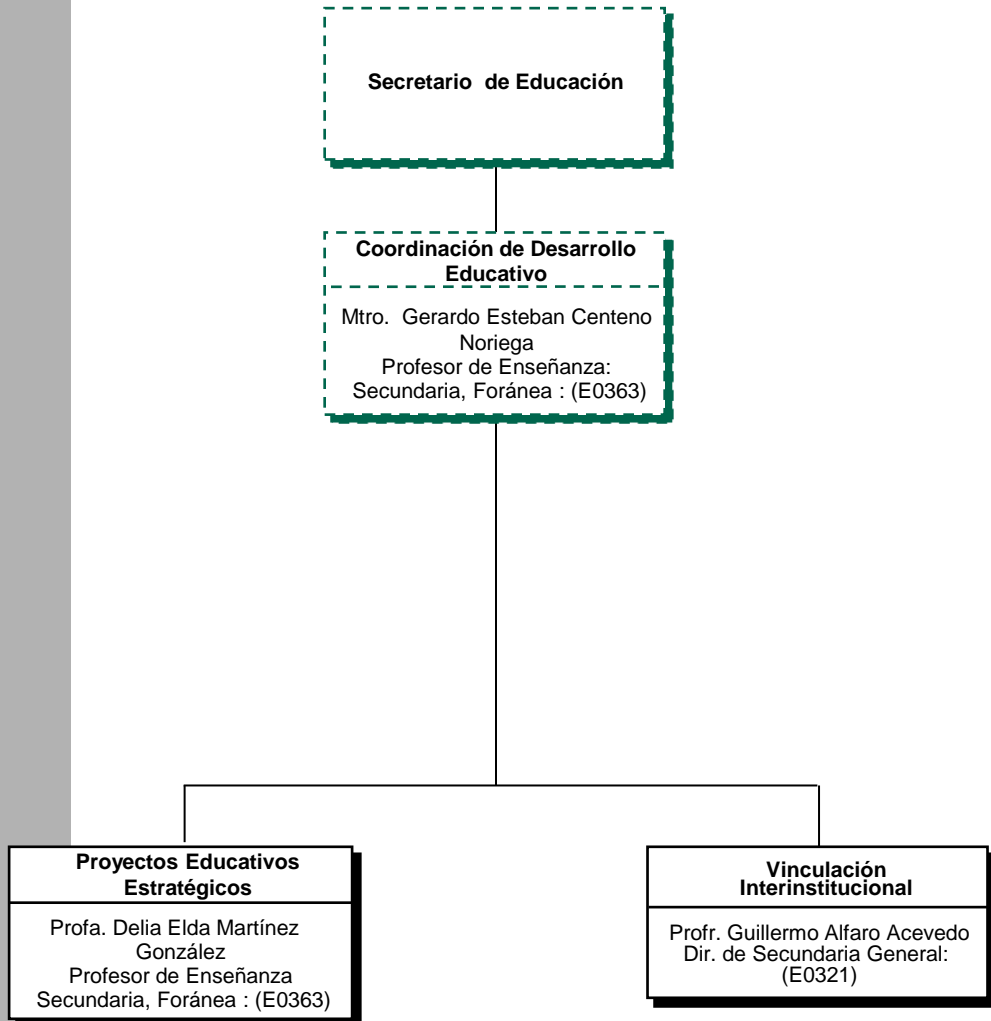 Secretario de Educación
Coordinación de Desarrollo
Educativo
Mtro. Gerardo Esteban Centeno
Noriega
Profesor de Enseñanza:
Secundaria, Foránea : (E0363)
Proyectos Educativos
Estratégicos
Profa. Delia Elda Martínez
González
Profesor de Enseñanza
Secundaria, Foránea : (E0363)
Vinculación
Interinstitucional
Profr. Guillermo Alfaro Acevedo
Dir. de Secundaria General:
(E0321)